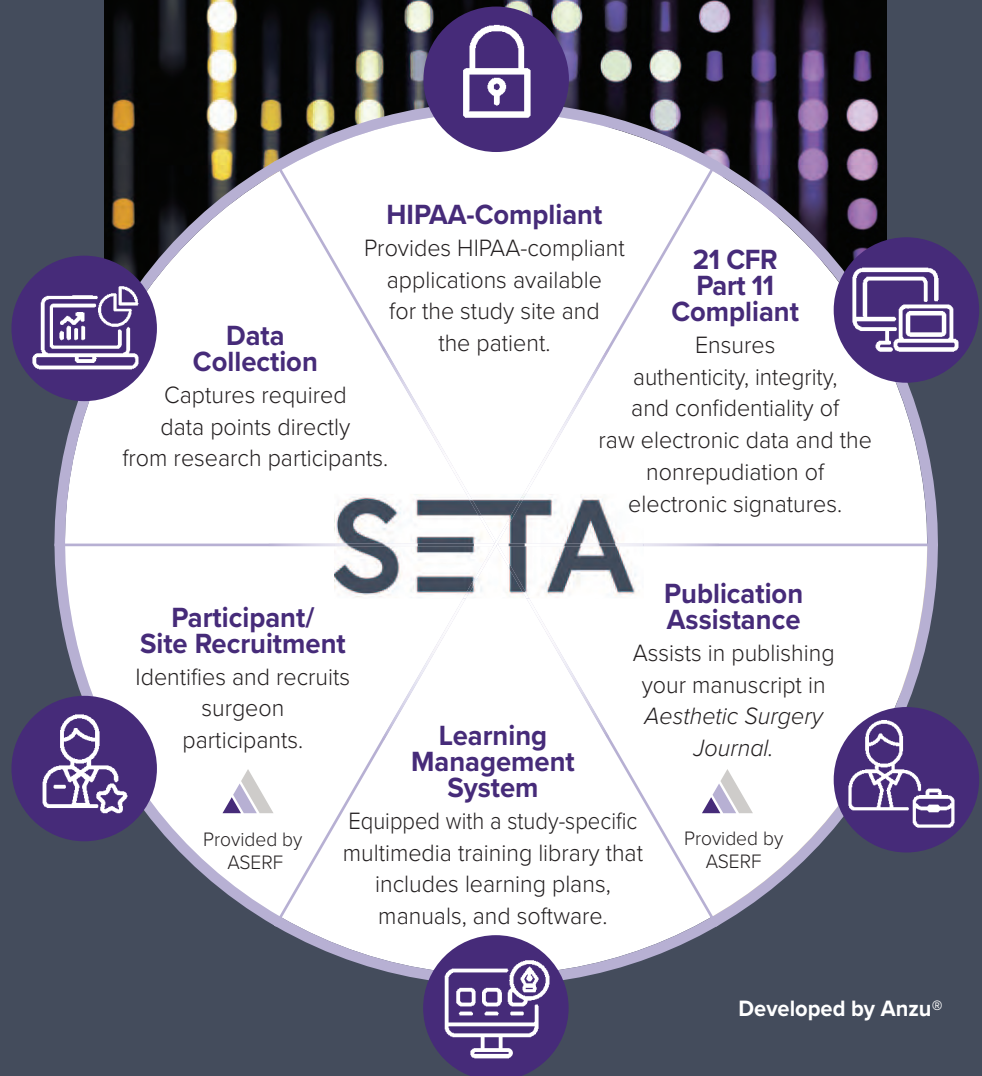 HIPAA-Compliant
Provides HIPAA-compliant
applications available
for the study site and
the patient.
21 CFR
Part 11
Compliant
Ensures
authenticity, integrity,
and confidentiality of
raw electronic data and the
nonrepudiation of
electronic signatures.
Data
Collection
Captures required
data points directly
from research participants.
SETA
Participant/
Site Recruitment
Identifies and recruits
surgeon
participants.
Provided by
ASERF
Learning
Management
System
Equipped with a study-specific
multimedia training library that
includes learning plans,
manuals, and software.
Publication
Assistance
Assists in publishing
your manuscript in
Aesthetic Surgery
Journal.
Provided by
ASERF
Developed by Anzu®